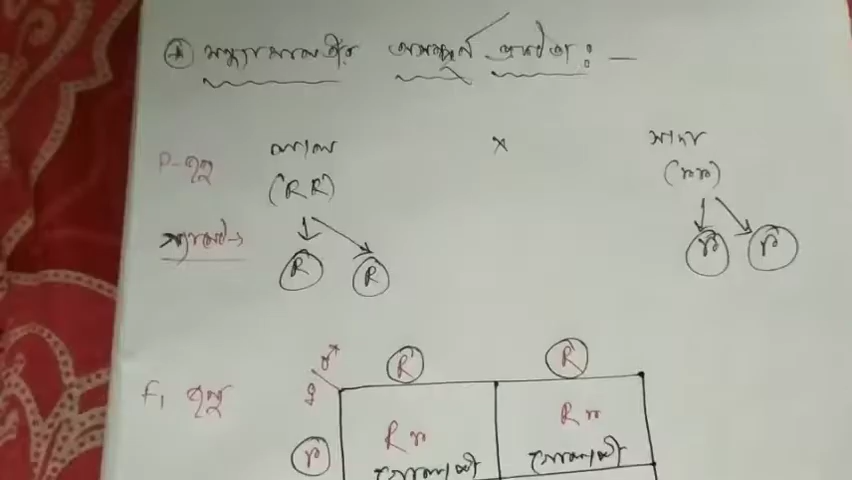 সন্ধ্যামালতীর অসম্পূর্ণ প্রকটতা : —
P-জনু লাল (RR) × সাদা (rr)
গ্যামেট→ R R r r
♀ ♂ R R
F₁ জনু r Rr গোলাপী Rr গোলাপী